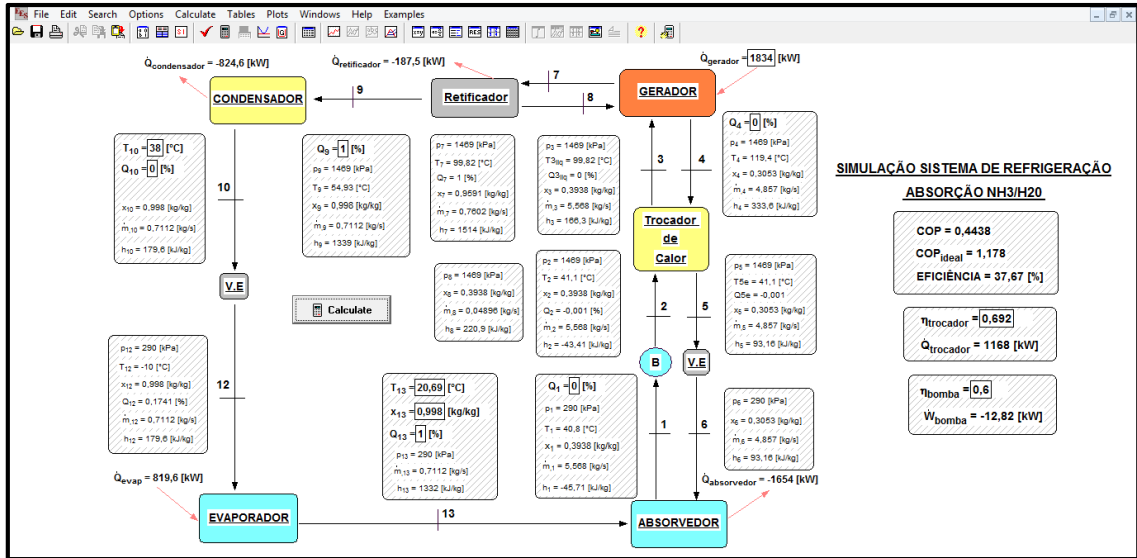 File Edit Search Options Calculate Tables Plots Windows Help Examples
Q̇condensador = -824,6 [kW]
Q̇retificador = -187,5 [kW]
Q̇gerador = 1834 [kW]
CONDENSADOR
9
Retificador
7
8
GERADOR
T10 = 38 [°C]
Q10 = 0 [%]
x10 = 0,998 [kg/kg]
ṁ,10 = 0,7112 [kg/s]
h10 = 179,6 [kJ/kg]
10
Q9 = 1 [%]
p9 = 1469 [kPa]
T9 = 54,93 [°C]
x9 = 0,998 [kg/kg]
ṁ,9 = 0,7112 [kg/s]
h9 = 1339 [kJ/kg]
p7 = 1469 [kPa]
T7 = 99,82 [°C]
Q7 = 1 [%]
x7 = 0,9591 [kg/kg]
ṁ,7 = 0,7602 [kg/s]
h7 = 1514 [kJ/kg]
p3 = 1469 [kPa]
T3liq = 99,82 [°C]
Q3liq = 0 [%]
x3 = 0,3938 [kg/kg]
ṁ,3 = 5,568 [kg/s]
h3 = 166,3 [kJ/kg]
3
4
Q4 = 0 [%]
p4 = 1469 [kPa]
T4 = 119,4 [°C]
x4 = 0,3053 [kg/kg]
ṁ,4 = 4,857 [kg/s]
h4 = 333,6 [kJ/kg]
SIMULAÇÃO SISTEMA DE REFRIGERAÇÃO
ABSORÇÃO NH3/H20
COP = 0,4438
COPideal = 1,178
EFICIÊNCIA = 37,67 [%]
Trocador
de
Calor
V.E
Calculate
p8 = 1469 [kPa]
x8 = 0,3938 [kg/kg]
ṁ,8 = 0,04896 [kg/s]
h8 = 220,9 [kJ/kg]
p2 = 1469 [kPa]
T2 = 41,1 [°C]
x2 = 0,3938 [kg/kg]
Q2 = -0,001 [%]
ṁ,2 = 5,568 [kg/s]
h2 = -43,41 [kJ/kg]
2
5
p5 = 1469 [kPa]
T5e = 41,1 [°C]
Q5e = -0,001
x5 = 0,3053 [kg/kg]
ṁ,5 = 4,857 [kg/s]
h5 = 93,16 [kJ/kg]
ηtrocador = 0,692
Q̇trocador = 1168 [kW]
p12 = 290 [kPa]
T12 = -10 [°C]
x12 = 0,998 [kg/kg]
Q12 = 0,1741 [%]
ṁ,12 = 0,7112 [kg/s]
h12 = 179,6 [kJ/kg]
12
B
V.E
T13 = 20,69 [°C]
x13 = 0,998 [kg/kg]
Q13 = 1 [%]
p13 = 290 [kPa]
ṁ,13 = 0,7112 [kg/s]
h13 = 1332 [kJ/kg]
Q1 = 0 [%]
p1 = 290 [kPa]
T1 = 40,8 [°C]
x1 = 0,3938 [kg/kg]
ṁ,1 = 5,568 [kg/s]
h1 = -45,71 [kJ/kg]
1
6
p6 = 290 [kPa]
x6 = 0,3053 [kg/kg]
ṁ,6 = 4,857 [kg/s]
h6 = 93,16 [kJ/kg]
ηbomba = 0,6
Ẇbomba = -12,82 [kW]
Q̇evap = 819,6 [kW]
Q̇absorvedor = -1654 [kW]
EVAPORADOR
13
ABSORVEDOR